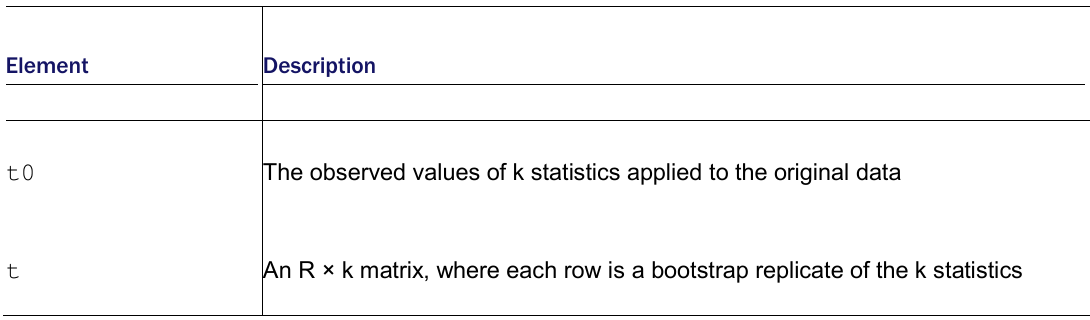 Element Description
t0 The observed values of k statistics applied to the original data
t An R × k matrix, where each row is a bootstrap replicate of the k statistics